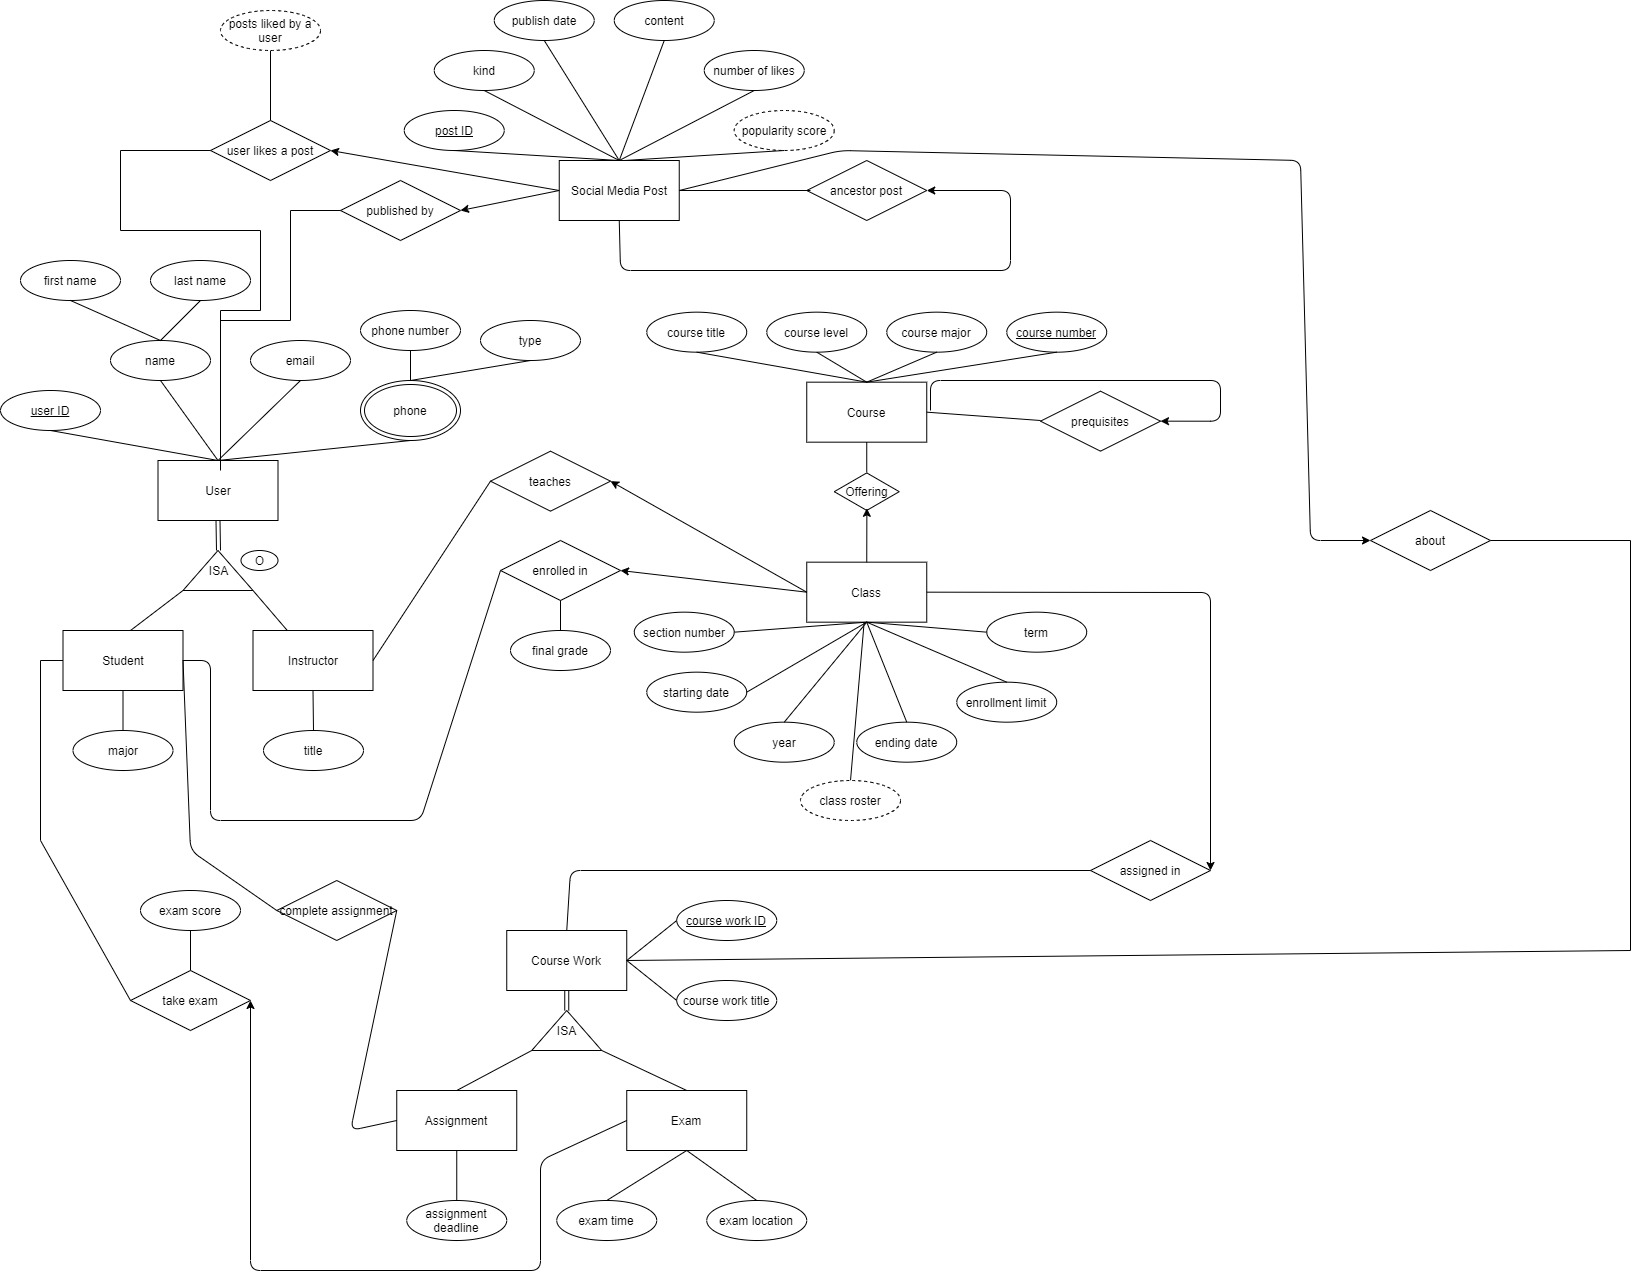 posts liked by a
user
publish date
content
kind
number of likes
post ID
popularity score
user likes a post
Social Media Post
ancestor post
published by
first name
last name
phone number
type
course title
course level
course major
course number
name
email
user ID
phone
Course
prequisites
teaches
User
Offering
about
ISA
O
enrolled in
Class
section number
term
final grade
Student
Instructor
starting date
enrollment limit
major
title
year
ending date
class roster
assigned in
exam score
complete assignment
course work ID
Course Work
take exam
course work title
ISA
Assignment
Exam
assignment
deadline
exam time
exam location